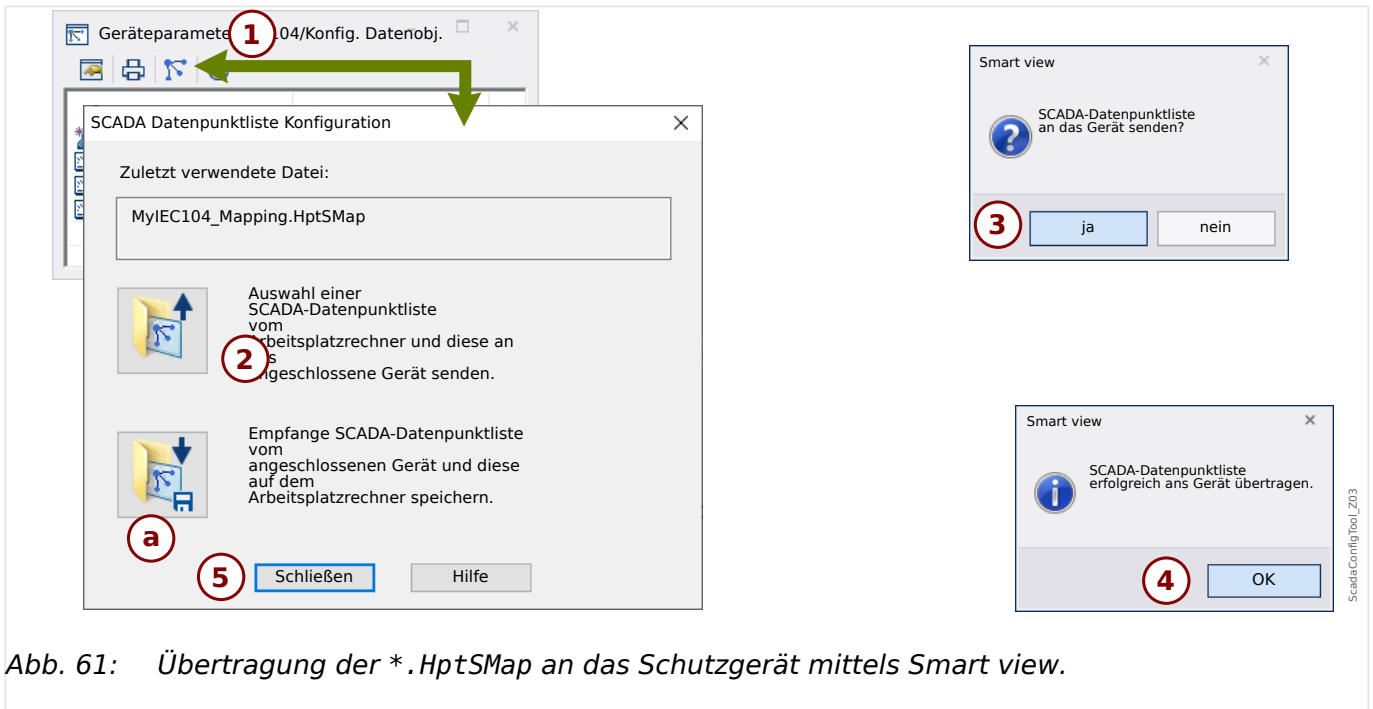 Geräteparamete
04/Konfig. Datenobj.
1
SCADA Datenpunktliste Konfiguration
Zuletzt verwendete Datei:
MyIEC104_Mapping.HptSMap
Auswahl einer
SCADA-Datenpunktliste
vom
rbeitsplatzrechner und diese an
s
ngeschlossene Gerät senden.
2
Empfange SCADA-Datenpunktliste
vom
angeschlossenen Gerät und diese
auf dem
Arbeitsplatzrechner speichern.
a
5
Schließen
Hilfe
Smart view
SCADA-Datenpunktliste
an das Gerät senden?
3
ja
nein
Smart view
SCADA-Datenpunktliste
erfolgreich ans Gerät übertragen.
4
OK
ScadaConfigTool_Z03
Abb. 61: Übertragung der *.HptSMap an das Schutzgerät mittels Smart view.